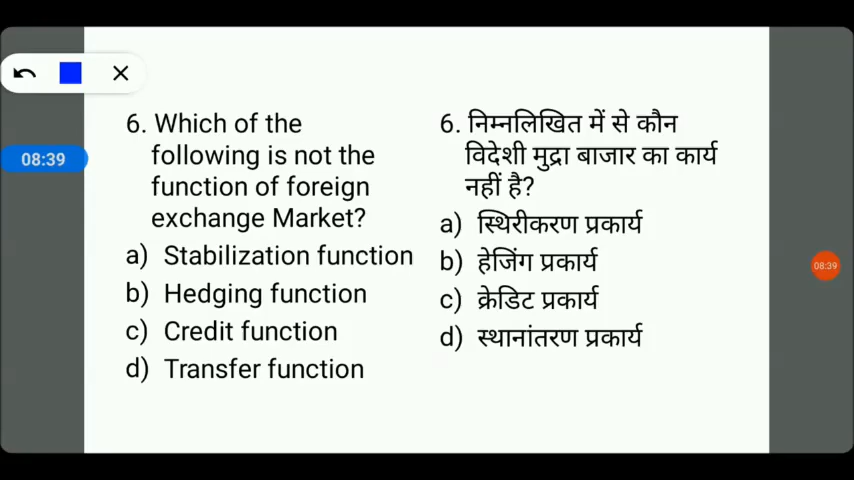 08:39
6. Which of the
following is not the
function of foreign
exchange Market?
a) Stabilization function
b) Hedging function
c) Credit function
d) Transfer function
6. निम्नलिखित में से कौन
विदेशी मुद्रा बाजार का कार्य
नहीं है?
a) स्थिरीकरण प्रकार्य
b) हेजिंग प्रकार्य
c) क्रेडिट प्रकार्य
d) स्थानांतरण प्रकार्य
08:39